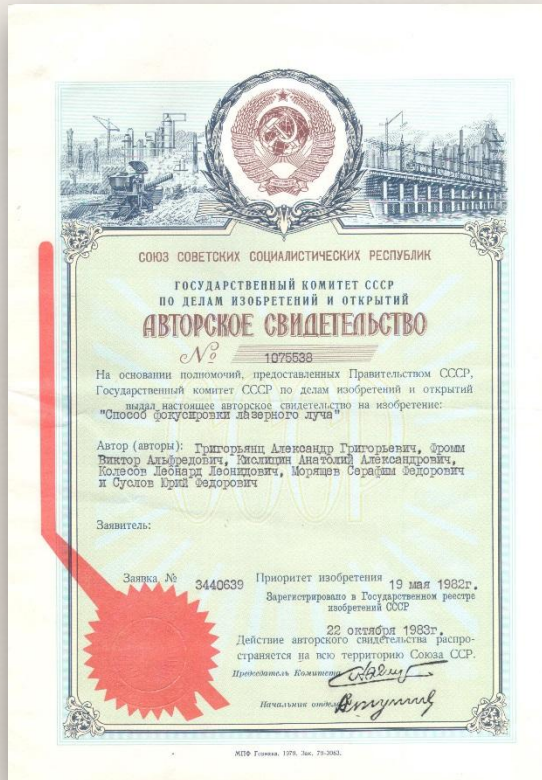 СОЮЗ СОВЕТСКИХ СОЦИАЛИСТИЧЕСКИХ РЕСПУБЛИК
ГОСУДАРСТВЕННЫЙ КОМИТЕТ СССР
ПО ДЕЛАМ ИЗОБРЕТЕНИЙ И ОТКРЫТИЙ
АВТОРСКОЕ СВИДЕТЕЛЬСТВО
№ 1075538
На основании полномочий, предоставленных Правительством СССР,
Государственный комитет СССР по делам изобретений и открытий
выдал настоящее авторское свидетельство на изобретение:
"Способ фокусировки лазерного луча"
Автор (авторы): Григорьянц Александр Григорьевич, Фромм
Виктор Альфредович, Кислицин Анатолий Александрович,
Колесов Леонард Леонидович, Морящев Серафим Федорович
и Суслов Юрий Федорович
СССР
Заявитель:
Заявка № 3440639 Приоритет изобретения 19 мая 1982г.
Зарегистрировано в Государственном реестре
изобретений СССР
22 октября 1983г.
Действие авторского свидетельства распро-
страняется на всю территорию Союза ССР.
Председатель Комитета
Начальник отдела
МПФ Гознака. 1979. Зак. 79-3083.